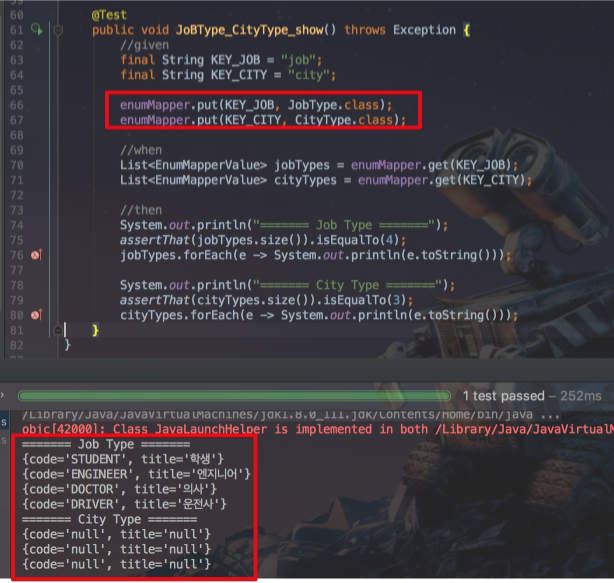 60 @Test
61 public void JoBType_CityType_show() throws Exception {
62 //given
63 final String KEY_JOB = "job";
64 final String KEY_CITY = "city";
65
66 enumMapper.put(KEY_JOB, JobType.class);
67 enumMapper.put(KEY_CITY, CityType.class);
68
69 //when
70 List<EnumMapperValue> jobTypes = enumMapper.get(KEY_JOB);
71 List<EnumMapperValue> cityTypes = enumMapper.get(KEY_CITY);
72
73 //then
74 System.out.println("======= Job Type =======");
75 assertThat(jobTypes.size()).isEqualTo(4);
76 jobTypes.forEach(e -> System.out.println(e.toString()));
77
78 System.out.println("======= City Type =======");
79 assertThat(cityTypes.size()).isEqualTo(3);
80 cityTypes.forEach(e -> System.out.println(e.toString()));
81 }
82 }
1 test passed – 252ms
/Library/Java/JavaVirtualMachines/jdk1.8.0_111.jdk/Contents/Home/bin/java ...
objc[42000]: Class JavaLaunchHelper is implemented in both /Library/Java/JavaVirtualM
======= Job Type =======
{code='STUDENT', title='학생'}
{code='ENGINEER', title='엔지니어'}
{code='DOCTOR', title='의사'}
{code='DRIVER', title='운전사'}
======= City Type =======
{code='null', title='null'}
{code='null', title='null'}
{code='null', title='null'}